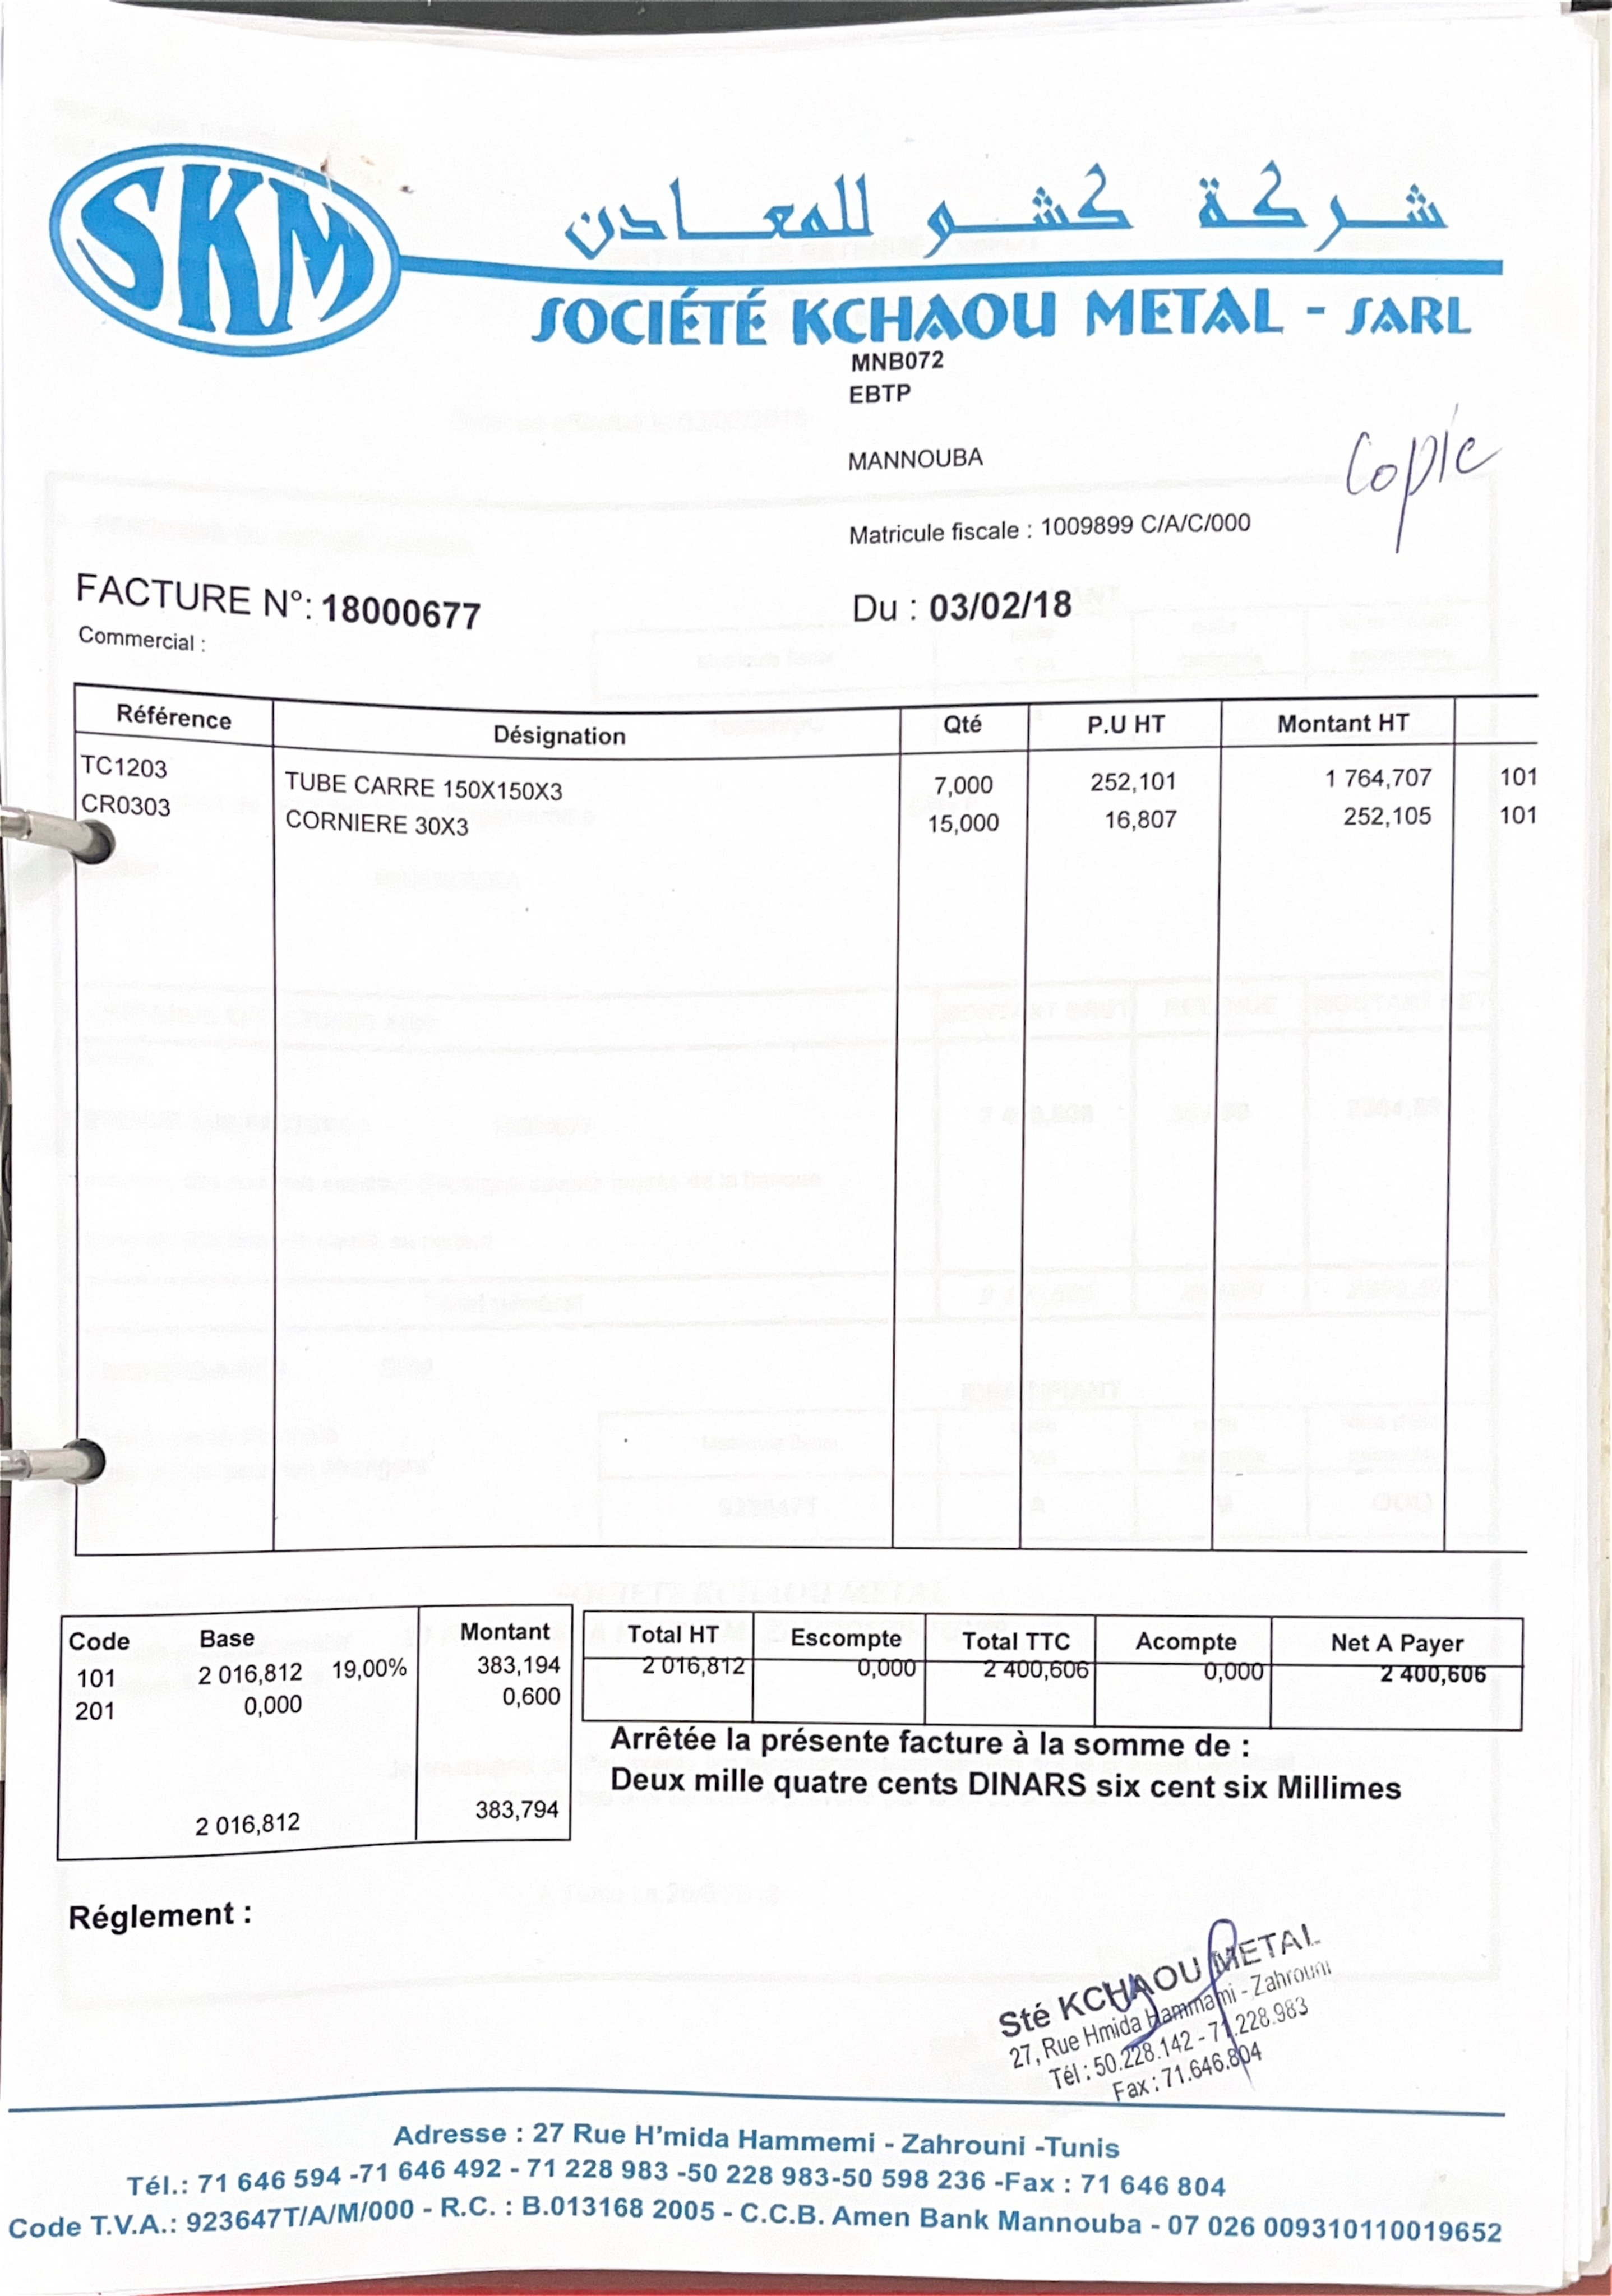 SKM
شركة كشو للمعادن
SOCIÉTÉ KCHAOU METAL - SARL
MNB072
EBTP
MANNOUBA
Copie
Matricule fiscale : 1009899 C/A/C/000
FACTURE N°: 18000677 Du : 03/02/18
Commercial :
Référence Désignation Qté P.U HT Montant HT
TC1203 TUBE CARRE 150X150X3 7,000 252,101 1 764,707 101
CR0303 CORNIERE 30X3 15,000 16,807 252,105 101
Code Base Montant
101 2 016,812 19,00% 383,194
201 0,000 0,600
2 016,812 383,794
Total HT Escompte Total TTC Acompte Net A Payer
2 016,812 0,000 2 400,606 0,000 2 400,606
Arrêtée la présente facture à la somme de :
Deux mille quatre cents DINARS six cent six Millimes
Réglement :
Sté KCHAOU METAL
27, Rue Hmida Hammami - Zahrouni
Tél : 50.228.142 - 71.228.983
Fax : 71.646.804
Adresse : 27 Rue H'mida Hammemi - Zahrouni -Tunis
Tél.: 71 646 594 -71 646 492 - 71 228 983 -50 228 983-50 598 236 -Fax : 71 646 804
Code T.V.A.: 923647T/A/M/000 - R.C. : B.013168 2005 - C.C.B. Amen Bank Mannouba - 07 026 009310110019652